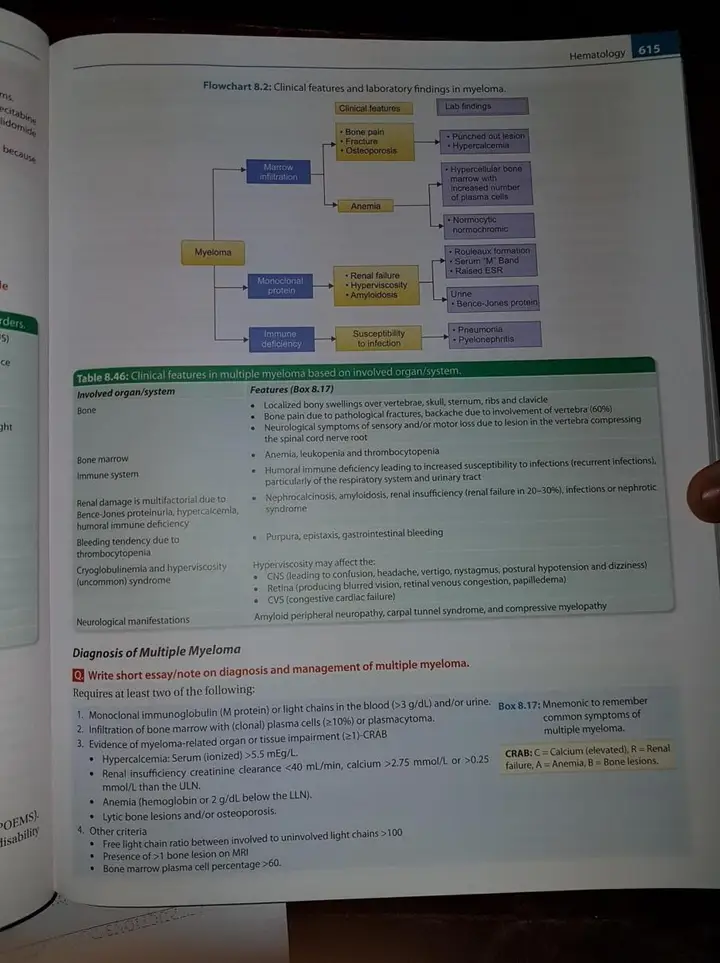 Hematology 615
Flowchart 8.2: Clinical features and laboratory findings in myeloma.
Clinical features
Lab findings
• Bone pain
• Fracture
• Osteoporosis
• Punched out lesion
• Hypercalcemia
Marrow
infiltration
• Hypercellular bone
marrow with
increased number
of plasma cells
Anemia
• Normocytic
normochromic
Myeloma
• Rouleaux formation
• Serum "M" Band
• Raised ESR
Monoclonal
protein
• Renal failure
• Hyperviscosity
• Amyloidosis
Urine
• Bence-Jones protein
Immune
deficiency
Susceptibility
to infection
• Pneumonia
• Pyelonephritis
Table 8.46: Clinical features in multiple myeloma based on involved organ/system.
Involved organ/system Features (Box 8.17)
Bone • Localized bony swellings over vertebrae, skull, sternum, ribs and clavicle
• Bone pain due to pathological fractures, backache due to involvement of vertebra (60%)
• Neurological symptoms of sensory and/or motor loss due to lesion in the vertebra compressing
the spinal cord nerve root
Bone marrow • Anemia, leukopenia and thrombocytopenia
Immune system • Humoral immune deficiency leading to increased susceptibility to infections (recurrent infections),
particularly of the respiratory system and urinary tract
Renal damage is multifactorial due to • Nephrocalcinosis, amyloidosis, renal insufficiency (renal failure in 20–30%), infections or nephrotic
Bence-Jones proteinuria, hypercalcemia, syndrome
humoral immune deficiency
Bleeding tendency due to • Purpura, epistaxis, gastrointestinal bleeding
thrombocytopenia
Cryoglobulinemia and hyperviscosity Hyperviscosity may affect the:
(uncommon) syndrome • CNS (leading to confusion, headache, vertigo, nystagmus, postural hypotension and dizziness)
• Retina (producing blurred vision, retinal venous congestion, papilledema)
• CVS (congestive cardiac failure)
Neurological manifestations Amyloid peripheral neuropathy, carpal tunnel syndrome, and compressive myelopathy
Diagnosis of Multiple Myeloma
Q. Write short essay/note on diagnosis and management of multiple myeloma.
Requires at least two of the following:
1. Monoclonal immunoglobulin (M protein) or light chains in the blood (>3 g/dL) and/or urine.
2. Infiltration of bone marrow with (clonal) plasma cells (≥10%) or plasmacytoma.
3. Evidence of myeloma-related organ or tissue impairment (≥1)-CRAB
• Hypercalcemia: Serum (ionized) >5.5 mEg/L.
• Renal insufficiency creatinine clearance <40 mL/min, calcium >2.75 mmol/L or >0.25
mmol/L than the ULN.
• Anemia (hemoglobin or 2 g/dL below the LLN).
• Lytic bone lesions and/or osteoporosis.
4. Other criteria
• Free light chain ratio between involved to uninvolved light chains >100
• Presence of >1 bone lesion on MRI
• Bone marrow plasma cell percentage >60.
Box 8.17: Mnemonic to remember
common symptoms of
multiple myeloma.
CRAB: C = Calcium (elevated), R = Renal
failure, A = Anemia, B = Bone lesions.
ms.
ecitabine
lidomide
because
le
rders.
S)
ce
ght
POEMS).
disability